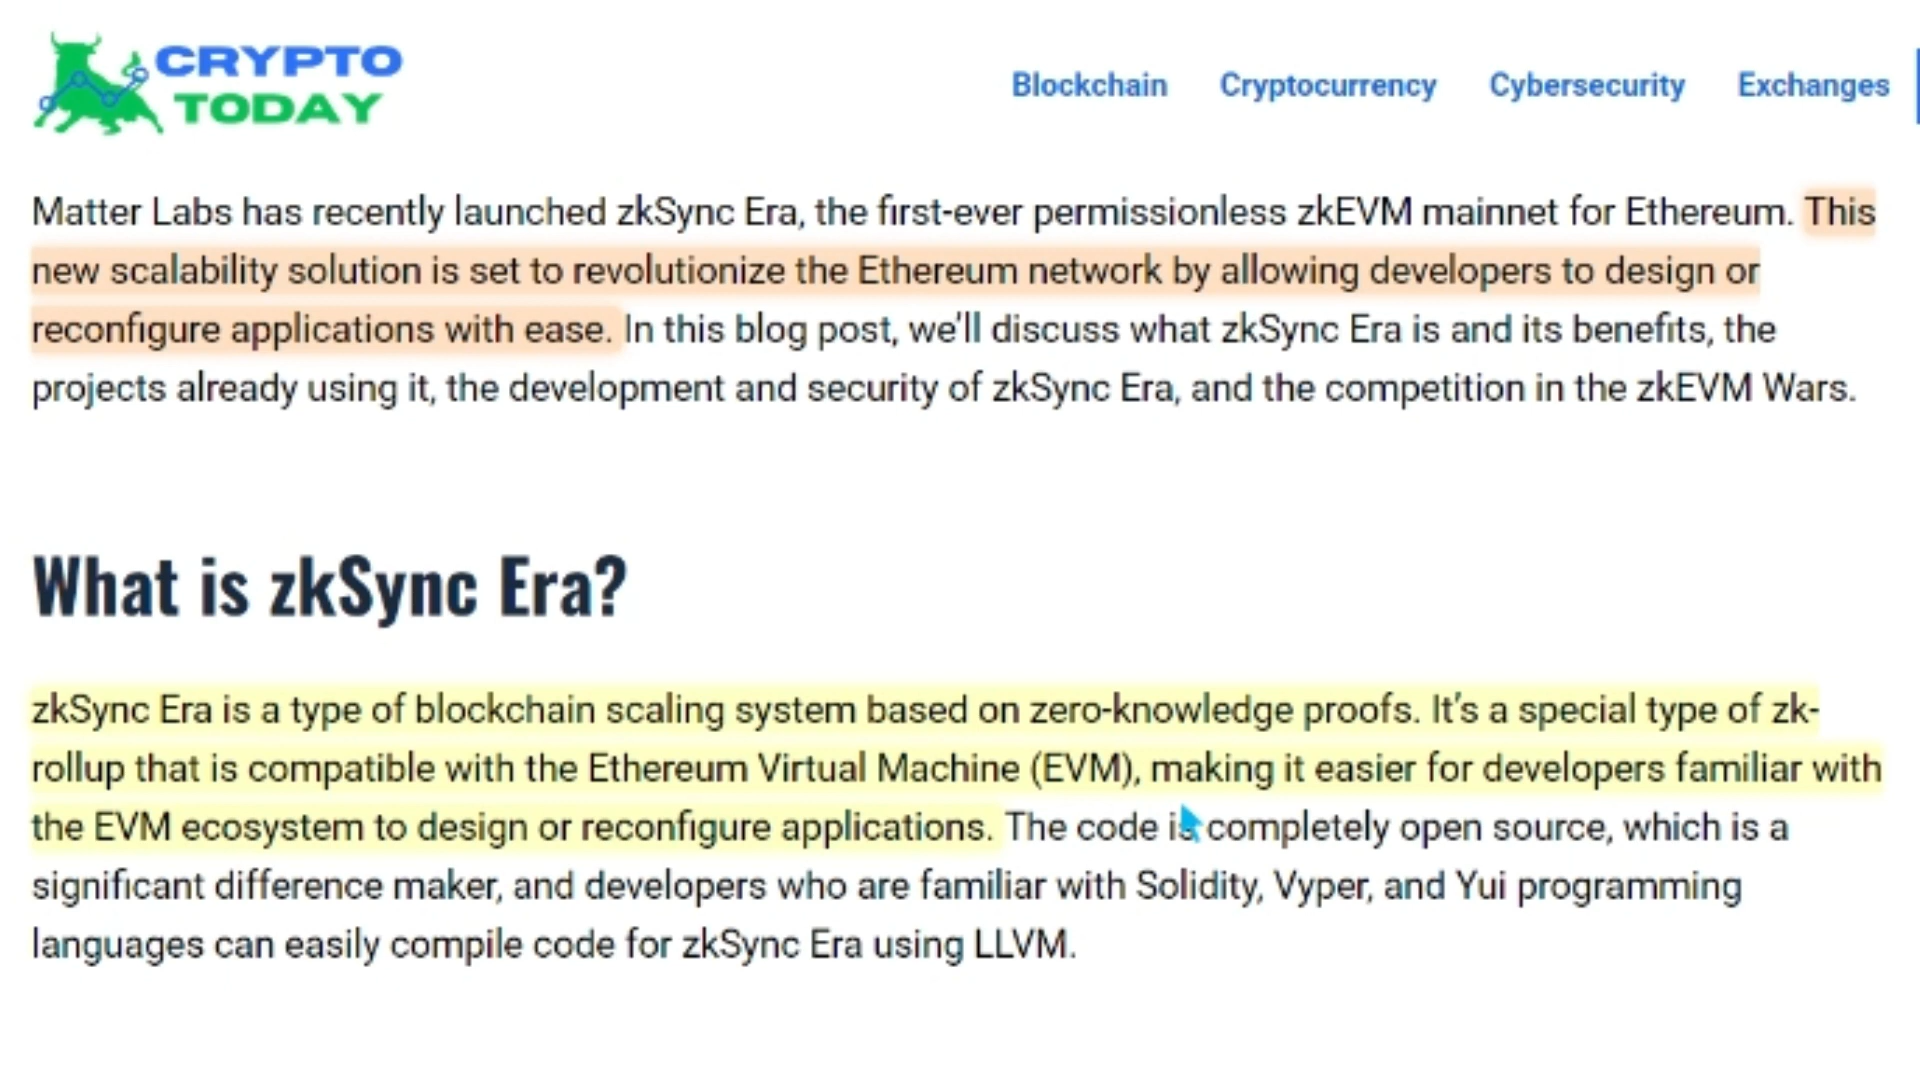 CRYPTO
TODAY
Blockchain Cryptocurrency Cybersecurity Exchanges
Matter Labs has recently launched zkSync Era, the first-ever permissionless zkEVM mainnet for Ethereum. This
new scalability solution is set to revolutionize the Ethereum network by allowing developers to design or
reconfigure applications with ease. In this blog post, we'll discuss what zkSync Era is and its benefits, the
projects already using it, the development and security of zkSync Era, and the competition in the zkEVM Wars.
What is zkSync Era?
zkSync Era is a type of blockchain scaling system based on zero-knowledge proofs. It's a special type of zk-
rollup that is compatible with the Ethereum Virtual Machine (EVM), making it easier for developers familiar with
the EVM ecosystem to design or reconfigure applications. The code is completely open source, which is a
significant difference maker, and developers who are familiar with Solidity, Vyper, and Yui programming
languages can easily compile code for zkSync Era using LLVM.